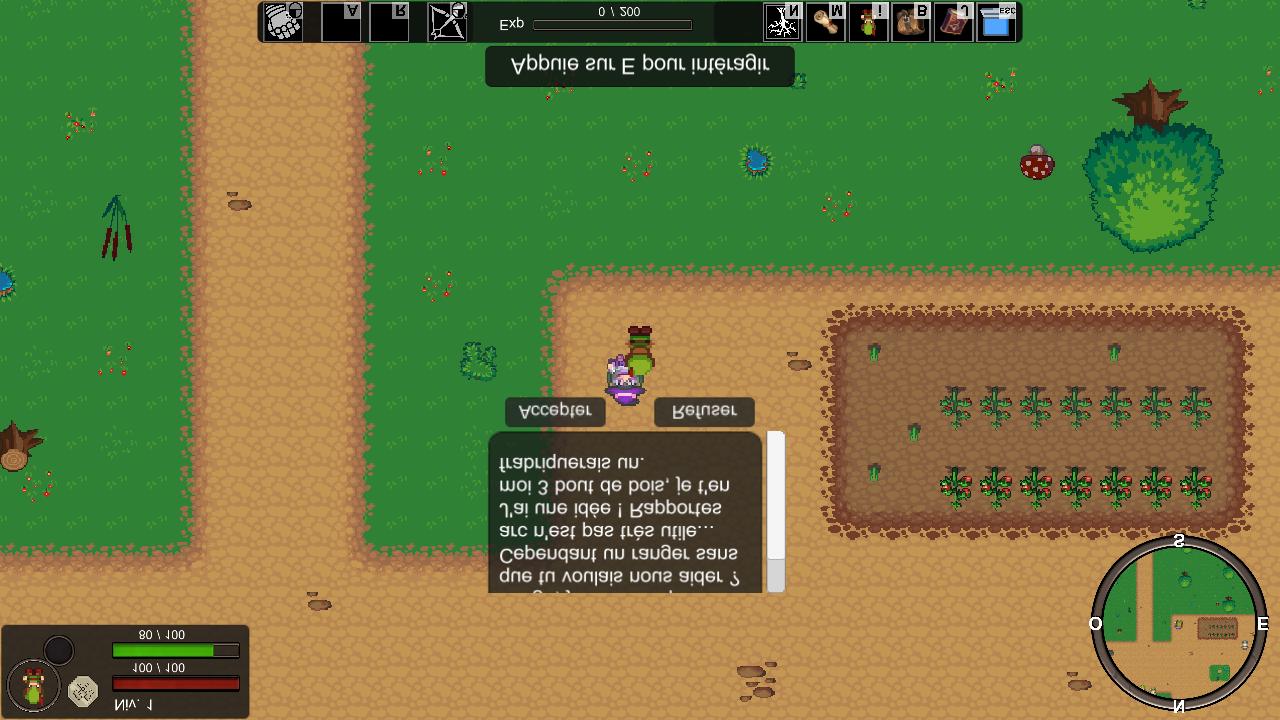 Niv. 1
100 / 100
80 / 100
N
O E
S
que tu voulais nous aider ?
Cependant un ranger sans
arc n'est pas très utile...
J'ai une idée ! Rapportes
moi 3 bout de bois, je t'en
frabriquerais un.
Accepter Refuser
Appuie sur E pour intéragir
A R Exp 0 / 200 N M i B J ESC